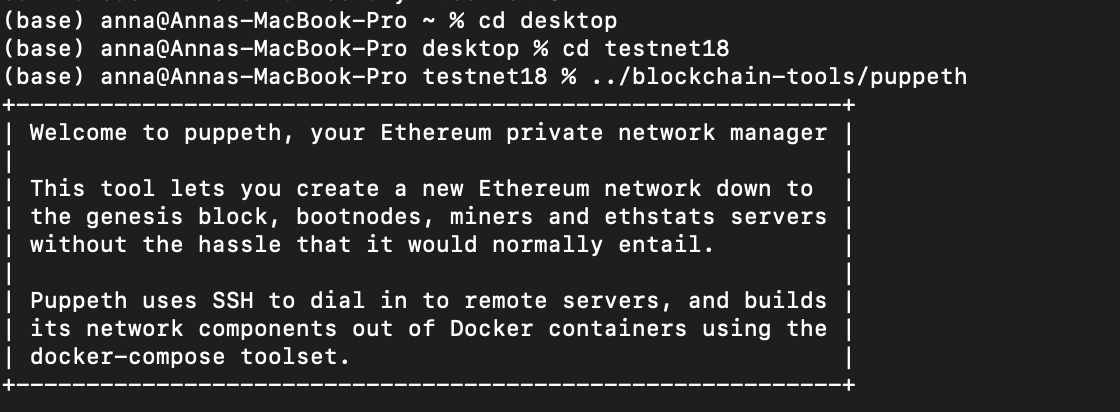 (base) anna@Annas-MacBook-Pro ~ % cd desktop
(base) anna@Annas-MacBook-Pro desktop % cd testnet18
(base) anna@Annas-MacBook-Pro testnet18 % ../blockchain-tools/puppeth
+-----------------------------------------------------------+
| Welcome to puppeth, your Ethereum private network manager |
|                                                           |
| This tool lets you create a new Ethereum network down to  |
| the genesis block, bootnodes, miners and ethstats servers |
| without the hassle that it would normally entail.         |
|                                                           |
| Puppeth uses SSH to dial in to remote servers, and builds |
| its network components out of Docker containers using the |
| docker-compose toolset.                                   |
+-----------------------------------------------------------+